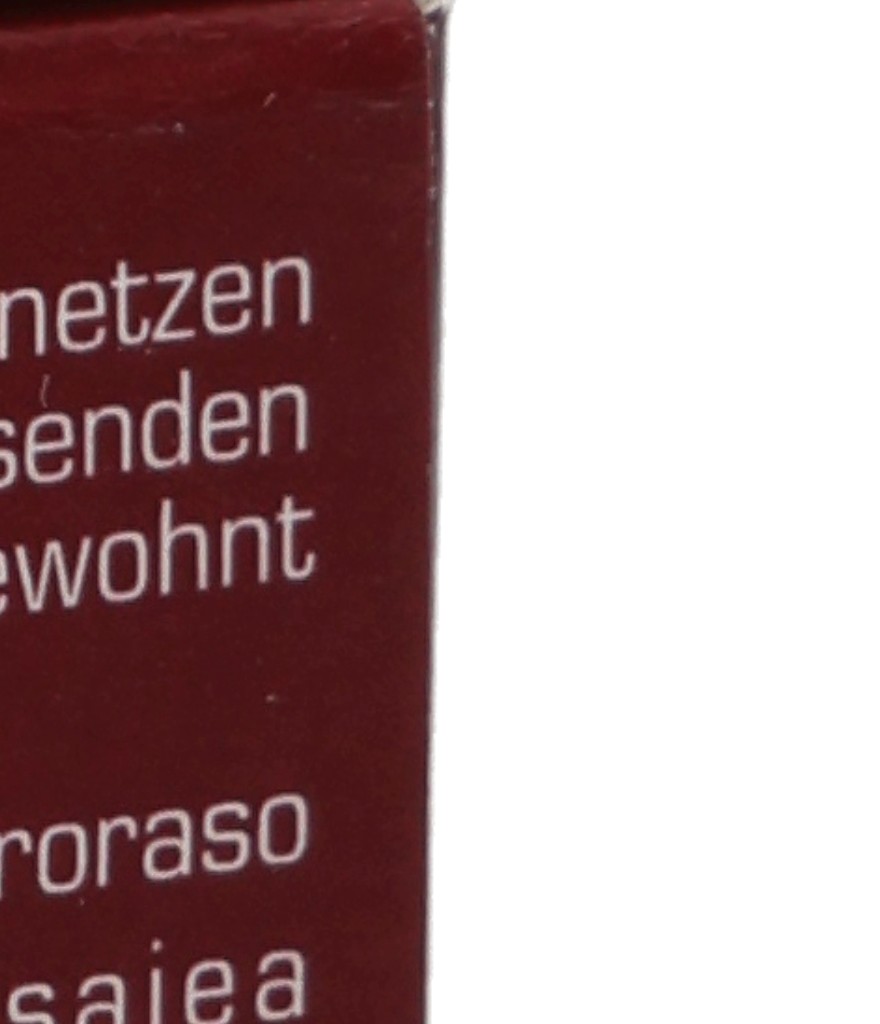 netzen
senden
ewohnt
roraso
saiea